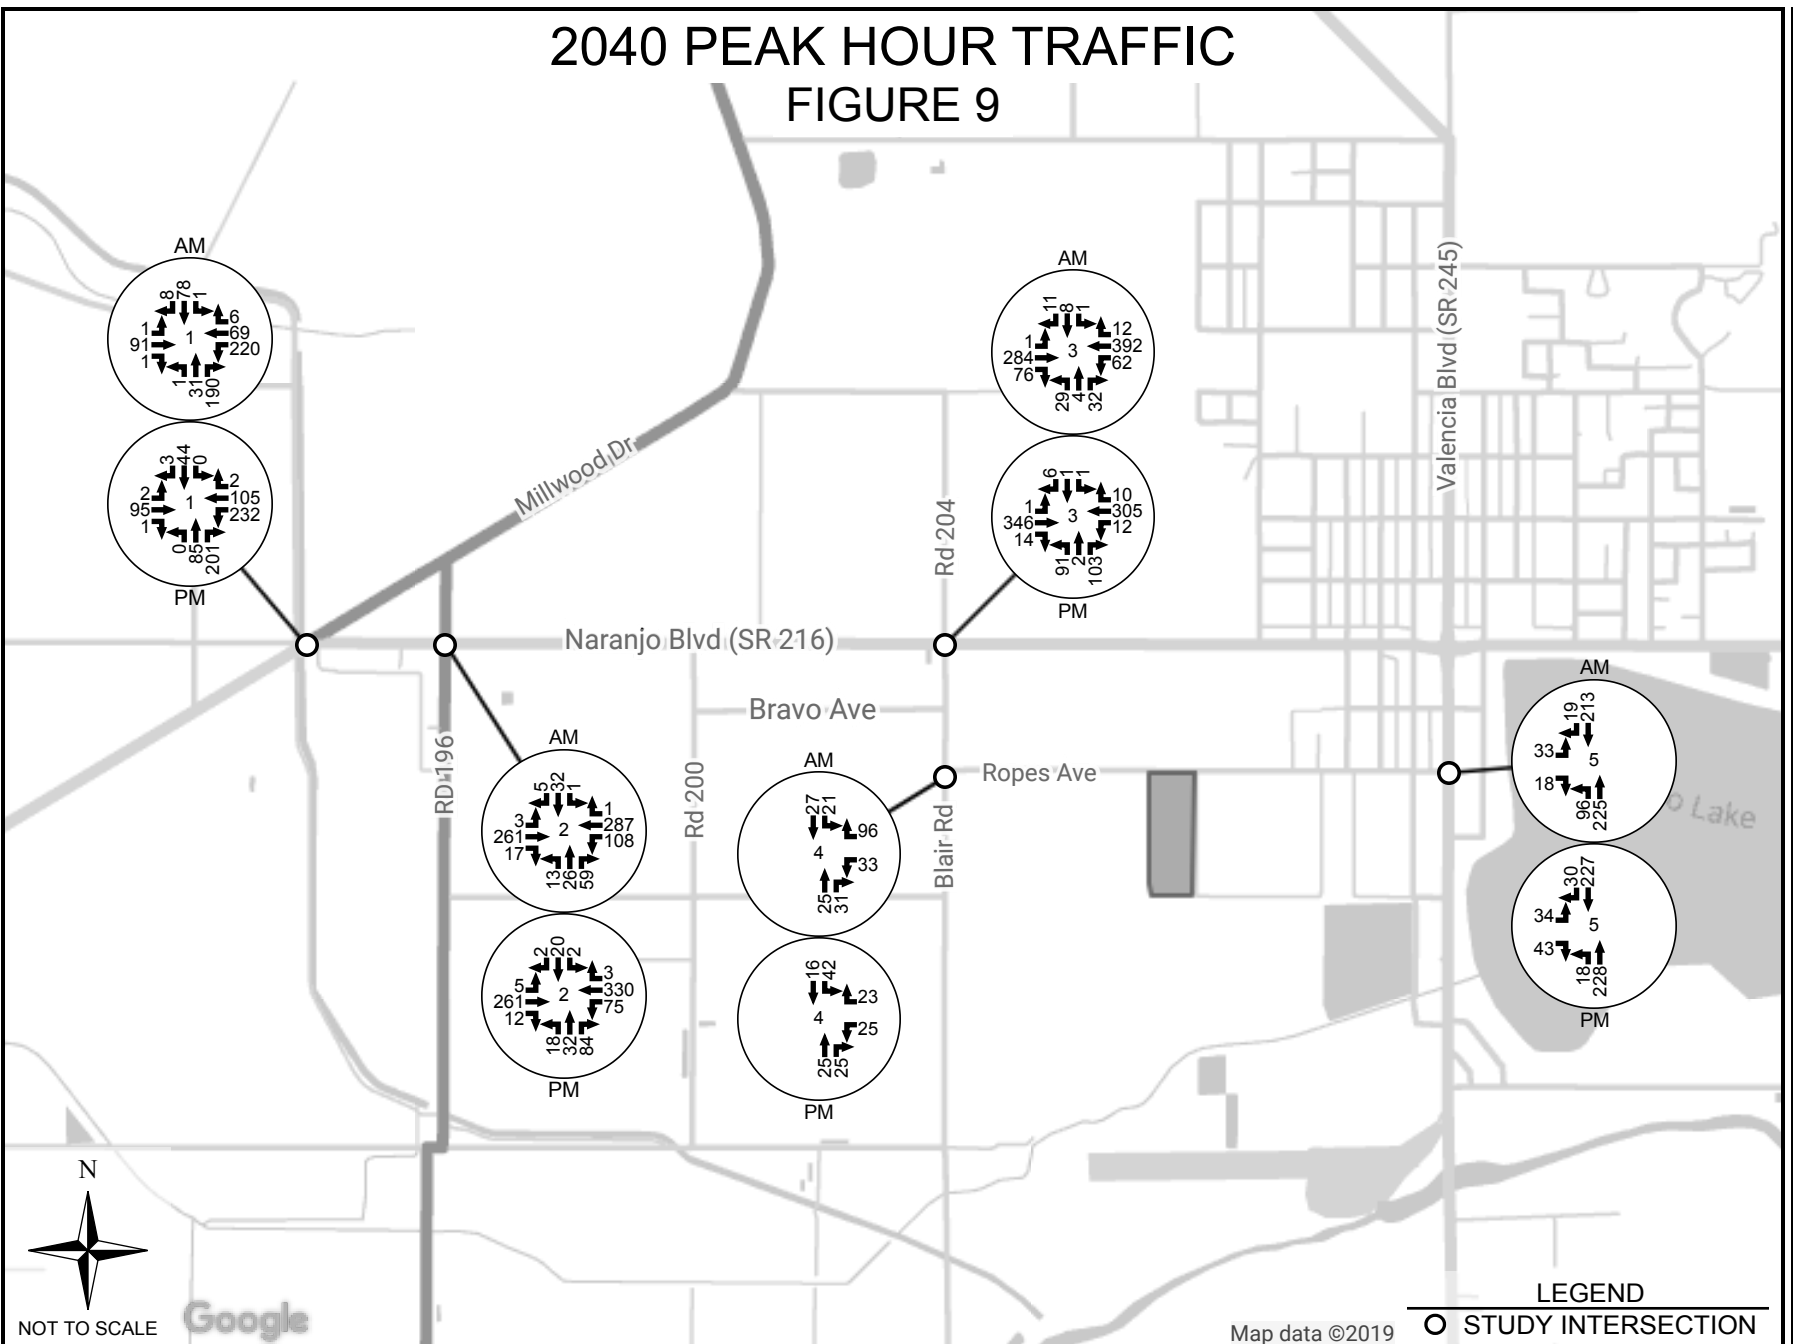 2040 PEAK HOUR TRAFFIC
FIGURE 9
AM
8 78 1
1 91 1
1
6 69 220
1 31 190
3 44 0
2 95 1
1
2 105 232
0 85 201
PM
AM
11 8 1
1 284 76
3
12 392 62
29 4 32
6 1 1
1 346 14
3
10 305 12
91 2 103
PM
Millwood Dr
Rd 204
Valencia Blvd (SR 245)
Naranjo Blvd (SR 216)
Bravo Ave
Ropes Ave
RD 196
Rd 200
Blair Rd
AM
5 32 1
3 261 17
2
1 287 108
13 26 59
2 20 2
5 261 12
2
3 330 75
18 32 84
PM
AM
27 21
4
96 33
25 31
16 42
4
23 25
25 25
PM
AM
19 213
33 18
5
96 225
30 227
34 43
5
18 228
PM
o Lake
N
NOT TO SCALE
Google
Map data ©2019
LEGEND
STUDY INTERSECTION